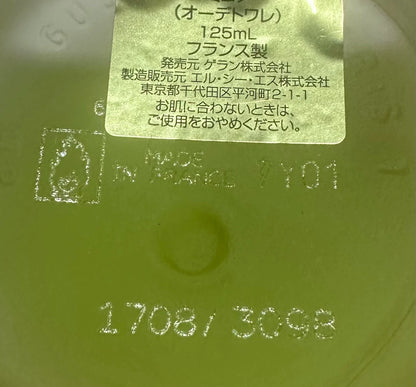 (オーデトワレ)
125mL
フランス製
発売元 ゲラン株式会社
製造販売元 エル・シー・エス株式会社
東京都千代田区平河町2-1-1
お肌に合わないときは、
ご使用をおやめください。
MADE
IN FRANCE
Y01
1708/ 3098